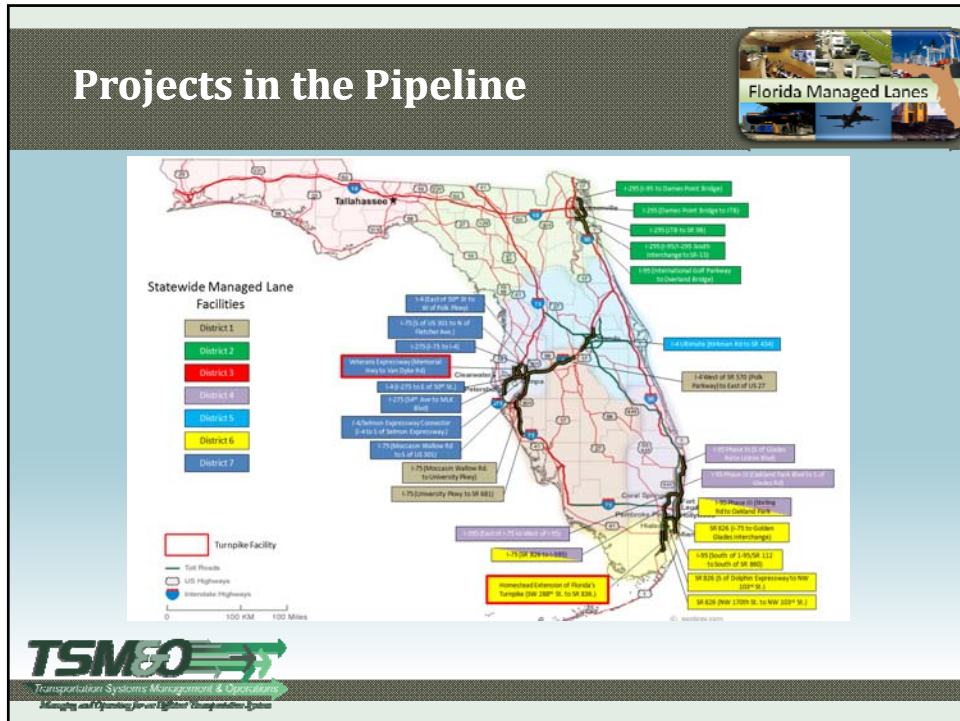 Projects in the Pipeline
Florida Managed Lanes
Tallahassee
Statewide Managed Lane
Facilities
District 1
District 2
District 3
District 4
District 5
District 6
District 7
Turnpike Facility
Toll Roads
US Highways
Interstate Highways
0 100 KM 100 Miles
I-295 (I-95 to Dames Point Bridge)
I-295 (Dames Point Bridge to JTB)
I-295 (JTB to SR
I-295 (I-95/I-295 South
Interchange to SR-13)
I-95 (International Golf Parkway
to Overland Bridge)
I-4 (East of 50th St to
W of Polk Pkwy)
I-75 (S of US 301 to N of
Fletcher Ave.)
I-275 (I-75 to I-4)
Veterans Expressway (Memorial
Hwy to Van Dyke Rd)
I-4 (I-275 to E of 50th St.)
I-275 (54th Ave to MLK
Blvd)
I-4/Selmon Expressway Connector
(I-4 to S of Selmon Expressway)
I-75 (Moccasin Wallow Rd
to S of US 301)
I-75 (Moccasin Wallow Rd.
to University Pkwy)
I-75 (University Pkwy to SR 681)
Clearwater
I-4 Ultimate (Kirkman Rd to SR 434)
I-4 West of SR 570 (Polk
Parkway) to East of US 27
I-95 Phase III (S of Glades
Rd to Linton Blvd)
I-95 Phase III (Oakland Park Blvd to S of
Glades Rd)
I-95 Phase III (Stirling
Rd to Oakland Park
Coral Springs
Pembroke
I-595 (East of I-75 to West of I-95)
I-75 (SR 826 to I-595)
Homestead Extension of Florida's
Turnpike (SW 288th St. to SR 836)
SR 826 (I-75 to Golden
Glades Interchange)
I-95 (South of I-95/SR 112
to South of SR 860)
SR 826 (S of Dolphin Expressway to NW
103rd St.)
SR 826 (NW 170th St. to NW 103rd St.)
TSM&O
Transportation Systems Management & Operations
Managing and Operating for an Efficient Transportation System